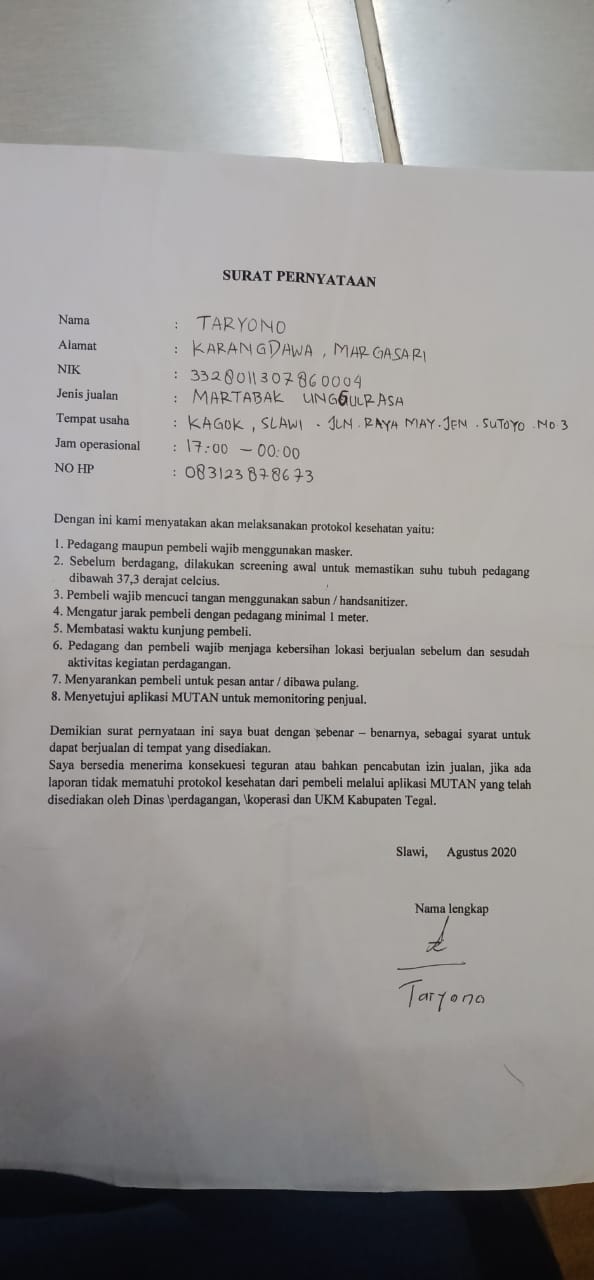 SURAT PERNYATAAN
Nama : TARYONO
Alamat : KARANGDAWA, MARGASARI
NIK : 3328011307860004
Jenis jualan : MARTABAK UNGGULRASA
Tempat usaha : KAGOK, SLAWI . JLN. RAYA MAY.JEN. SUTOYO .NO 3
Jam operasional : 17:00 – 00:00
NO HP : 083123878673
Dengan ini kami menyatakan akan melaksanakan protokol kesehatan yaitu:
1. Pedagang maupun pembeli wajib menggunakan masker.
2. Sebelum berdagang, dilakukan screening awal untuk memastikan suhu tubuh pedagang
dibawah 37,3 derajat celcius.
3. Pembeli wajib mencuci tangan menggunakan sabun / handsanitizer.
4. Mengatur jarak pembeli dengan pedagang minimal 1 meter.
5. Membatasi waktu kunjung pembeli.
6. Pedagang dan pembeli wajib menjaga kebersihan lokasi berjualan sebelum dan sesudah
aktivitas kegiatan perdagangan.
7. Menyarankan pembeli untuk pesan antar / dibawa pulang.
8. Menyetujui aplikasi MUTAN untuk memonitoring penjual.
Demikian surat pernyataan ini saya buat dengan sebenar – benarnya, sebagai syarat untuk
dapat berjualan di tempat yang disediakan.
Saya bersedia menerima konsekuesi teguran atau bahkan pencabutan izin jualan, jika ada
laporan tidak mematuhi protokol kesehatan dari pembeli melalui aplikasi MUTAN yang telah
disediakan oleh Dinas \perdagangan, \koperasi dan UKM Kabupaten Tegal.
Slawi, Agustus 2020
Nama lengkap
Taryono